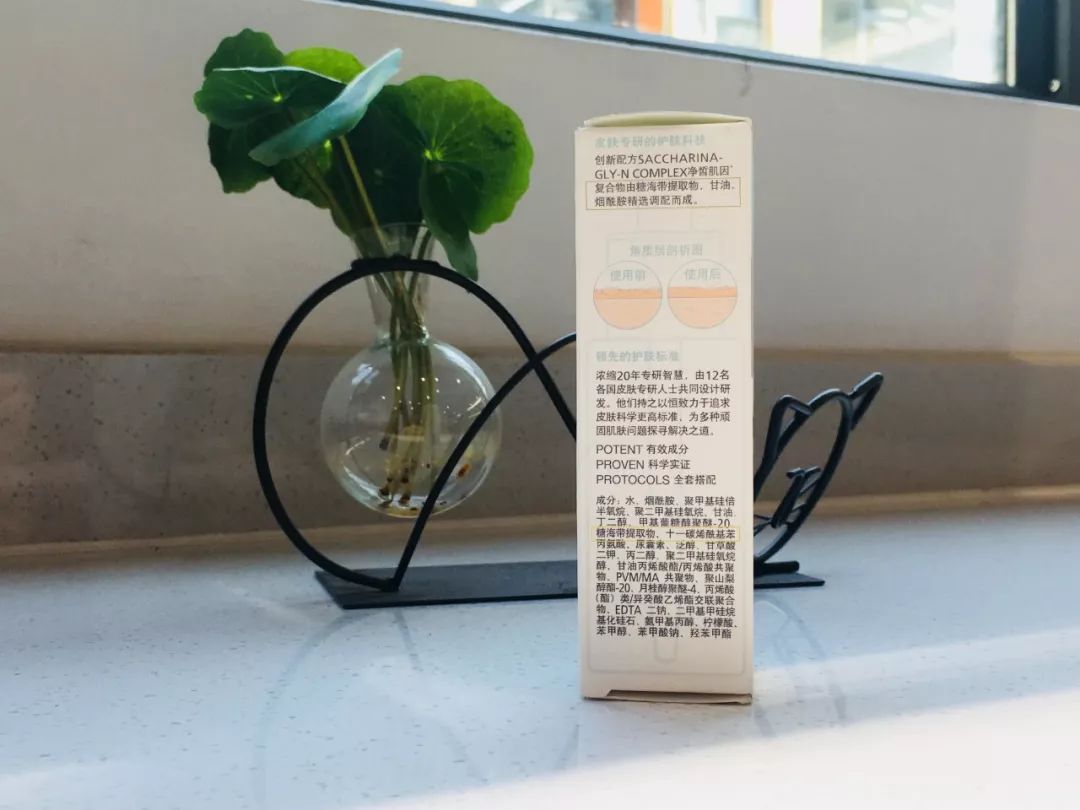 皮肤专研的护肤科技
创新配方SACCHARINA-
GLY-N COMPLEX净皙肌因*
复合物由糖海带提取物，甘油，
烟酰胺精选调配而成。
角质层剖析图
使用前
使用后
领先的护肤标准
浓缩20年专研智慧，由12名
各国皮肤专研人士共同设计研
发。他们持之以恒致力于追求
皮肤科学更高标准，为多种顽
固肌肤问题探寻解决之道。
POTENT 有效成分
PROVEN 科学实证
PROTOCOLS 全套搭配
成分：水、烟酰胺、聚甲基硅倍
半氧烷、聚二甲基硅氧烷、甘油、
丁二醇、甲基葡糖醇聚醚-20、
糖海带提取物、十一碳烯酰基苯
丙氨酸、尿囊素、泛醇、甘草酸
二钾、丙二醇、聚二甲基硅氧烷
醇、甘油丙烯酸酯/丙烯酸共聚
物、PVM/MA 共聚物、聚山梨
醇酯-20、月桂醇聚醚-4、丙烯酸
（酯）类/异癸酸乙烯酯交联聚合
物、EDTA 二钠、二甲基甲硅烷
基化硅石、氨甲基丙醇、柠檬酸、
苯甲醇、苯甲酸钠、羟苯甲酯